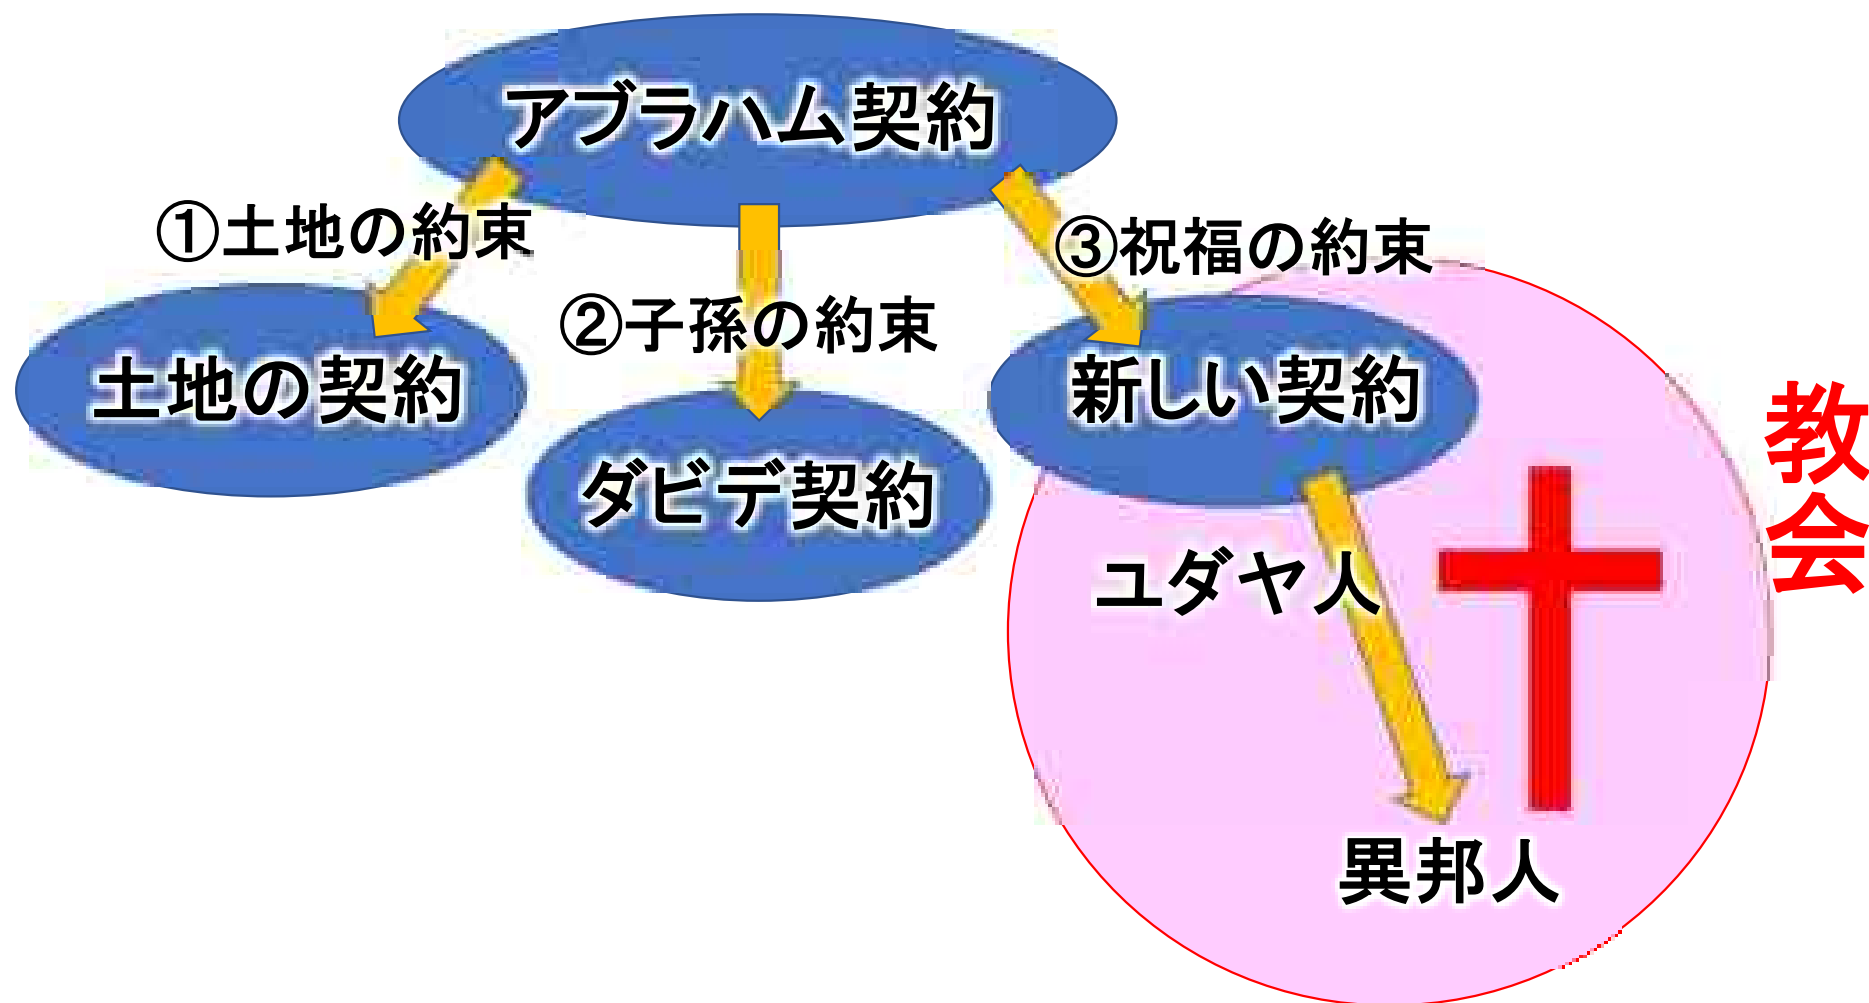 アブラハム契約
①土地の約束
②子孫の約束
③祝福の約束
土地の契約
ダビデ契約
新しい契約
教会
ユダヤ人
異邦人